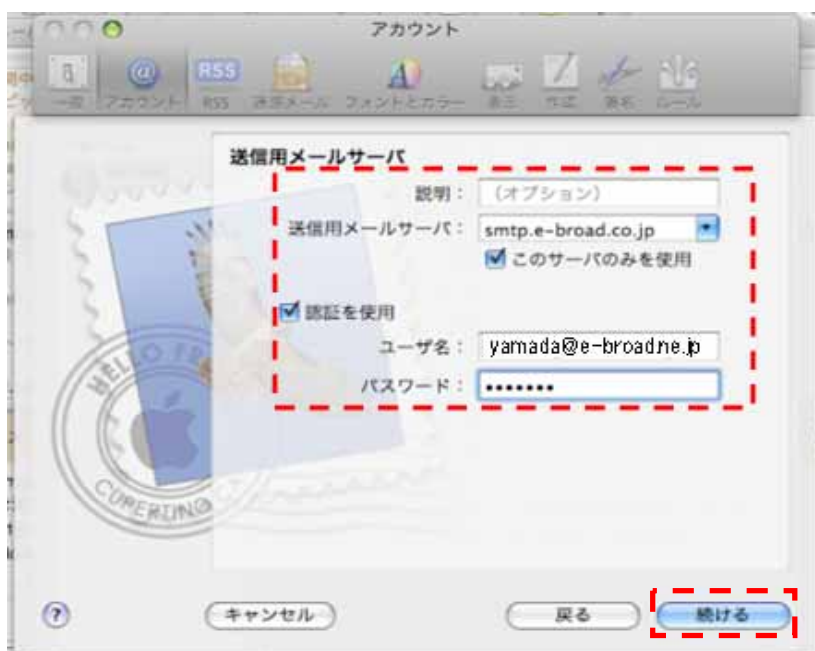 アカウント
一般 アカウント RSS 迷惑メール フォントとカラー 表示 作成 署名 ルール
RSS
送信用メールサーバ
説明： （オプション）
送信用メールサーバ： smtp.e-broad.co.jp
このサーバのみを使用
認証を使用
ユーザ名： yamada@e-broad.ne.jp
パスワード： •••••••
HELLO FR
CUPERTINO
? キャンセル 戻る 続ける